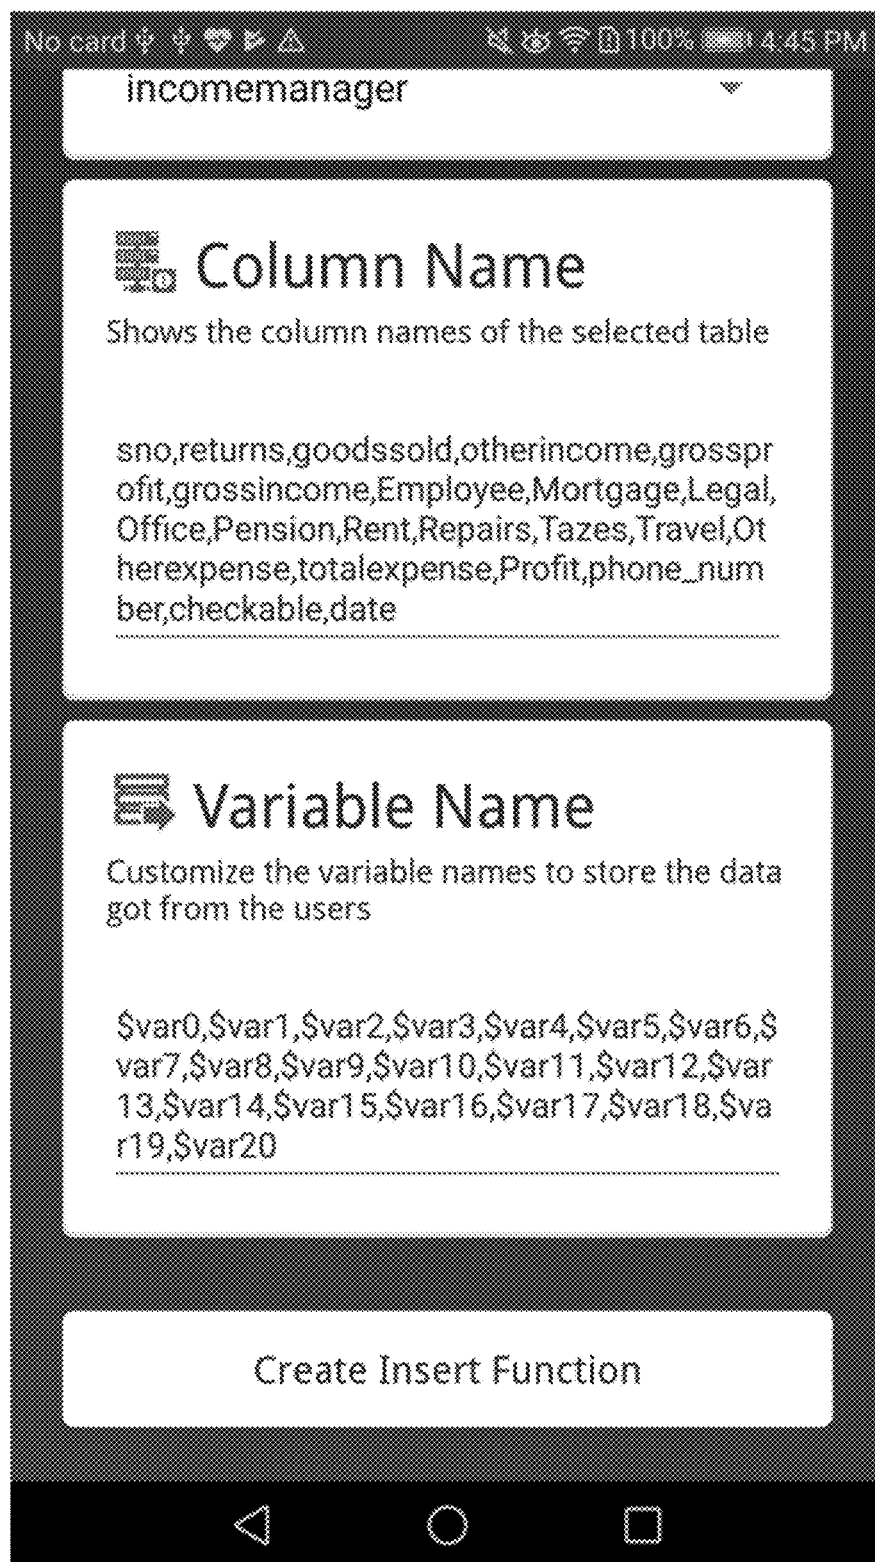 No card 100% 4:45 PM
incomemanager
Column Name
Shows the column names of the selected table
sno,returns,goodssold,otherincome,grosspr
ofit,grossincome,Employee,Mortgage,Legal,
Office,Pension,Rent,Repairs,Tazes,Travel,Ot
herexpense,totalexpense,Profit,phone_num
ber,checkable,date
Variable Name
Customize the variable names to store the data
got from the users
$var0,$var1,$var2,$var3,$var4,$var5,$var6,$
var7,$var8,$var9,$var10,$var11,$var12,$var
13,$var14,$var15,$var16,$var17,$var18,$va
r19,$var20
Create Insert Function